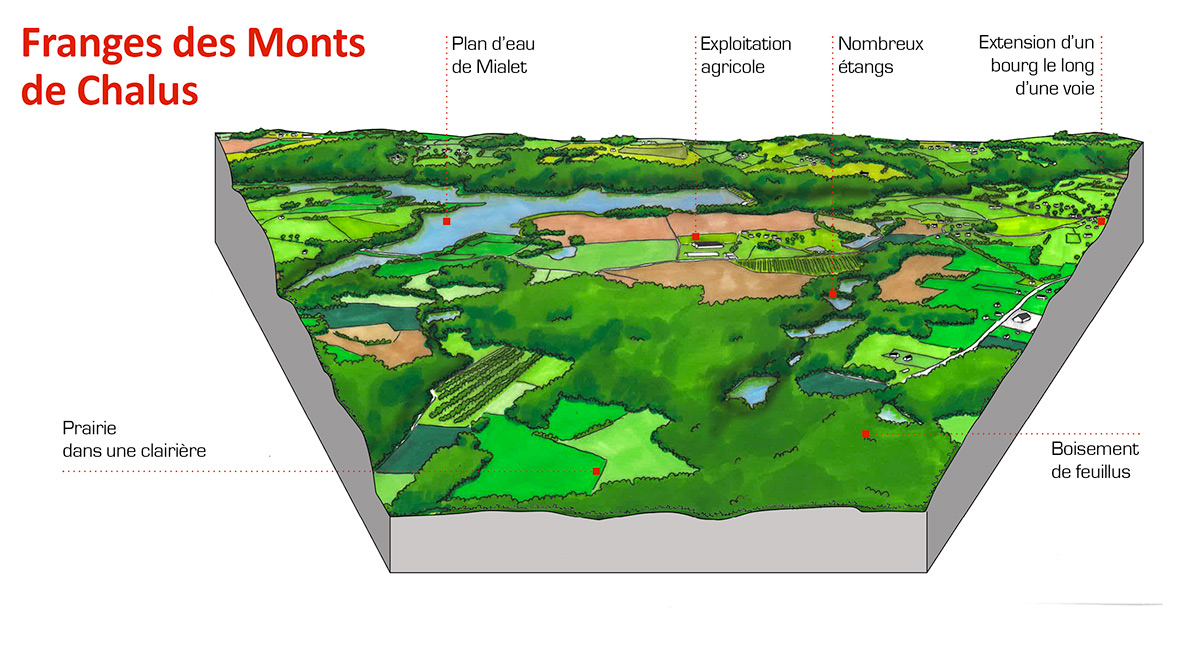 Franges des Monts
de Chalus
Plan d’eau
de Mialet
Exploitation
agricole
Nombreux
étangs
Extension d’un
bourg le long
d’une voie
Prairie
dans une clairière
Boisement
de feuillus